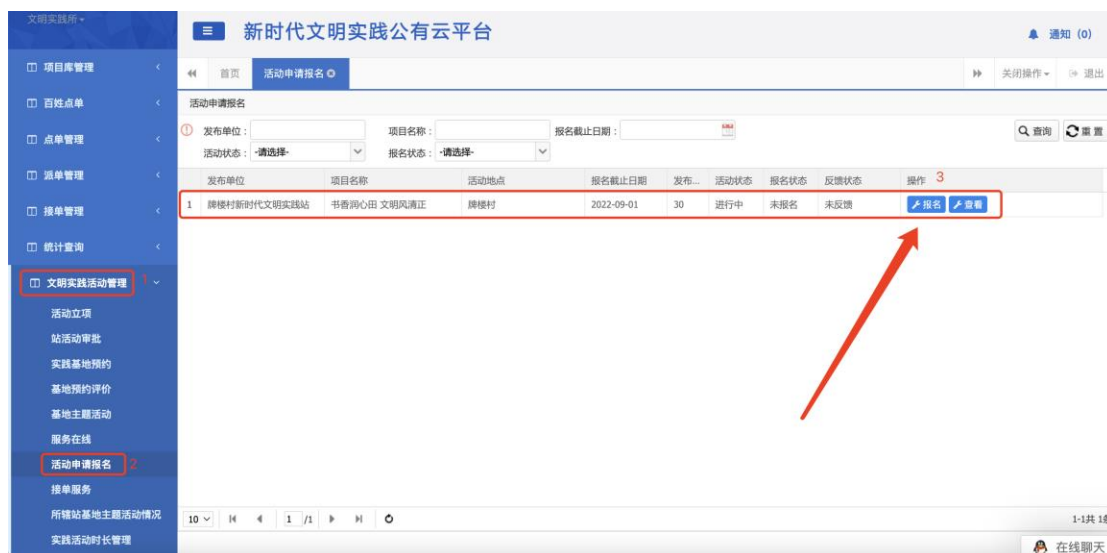 文明实践所
新时代文明实践公有云平台
通知 (0)
项目库管理
百姓点单
点单管理
派单管理
接单管理
统计查询
文明实践活动管理 1
活动立项
站活动审批
实践基地预约
基地预约评价
基地主题活动
服务在线
活动申请报名 2
接单服务
所辖站基地主题活动情况
实践活动时长管理
首页 活动申请报名 关闭操作 退出
活动申请报名
发布单位： 项目名称： 报名截止日期： 查询 重置
活动状态： -请选择- 报名状态： -请选择-
发布单位 项目名称 活动地点 报名截止日期 发布... 活动状态 报名状态 反馈状态 操作 3
1 牌楼村新时代文明实践站 书香润心田 文明风清正 牌楼村 2022-09-01 30 进行中 未报名 未反馈 报名 查看
10 1 /1 1-1共 1
在线聊天